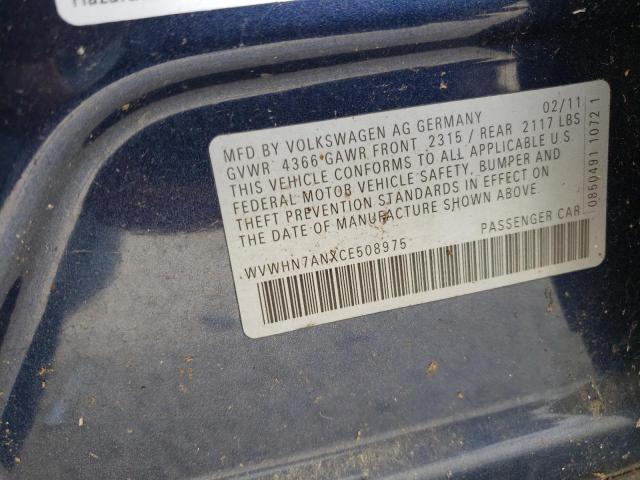 MFD BY VOLKSWAGEN AG GERMANY 02/11
GVWR 4366 GAWR FRONT 2315 / REAR 2117 LBS
THIS VEHICLE CONFORMS TO ALL APPLICABLE U.S.
FEDERAL MOTOR VEHICLE SAFETY, BUMPER AND
THEFT PREVENTION STANDARDS IN EFFECT ON
THE DATE OF MANUFACTURE SHOWN ABOVE
WVWHN7ANXCE508975 PASSENGER CAR
0850491 10721